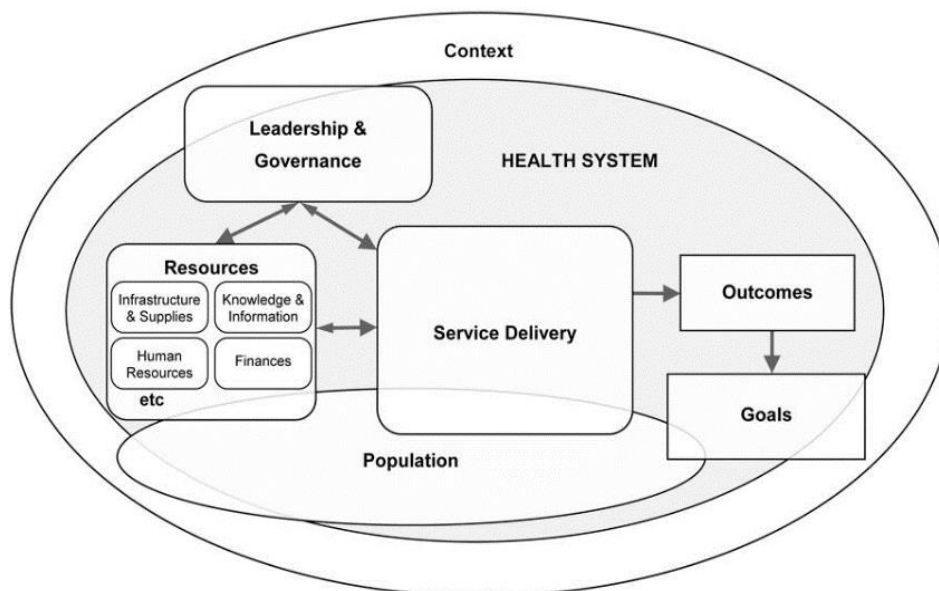 Context
Leadership &
Governance
HEALTH SYSTEM
Resources
Infrastructure
& Supplies
Knowledge &
Information
Human
Resources
Finances
etc
Service Delivery
Outcomes
Goals
Population